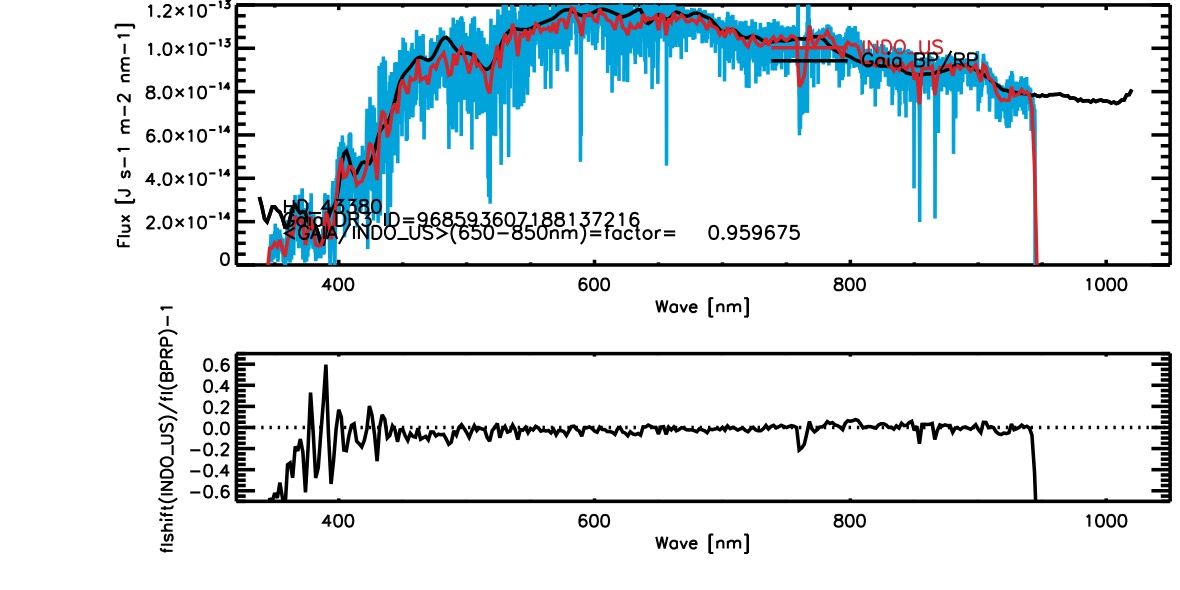 1.2×10−13
1.0×10−13
8.0×10−14
6.0×10−14
4.0×10−14
2.0×10−14
0
Flux [J s−1 m−2 nm−1]
INDO_US
Gaia BP/RP
HD_43380
Gaia DR3 ID=968593607188137216
<GAIA/INDO_US>(650−850nm)=factor= 0.959675
400 600 800 1000
Wave [nm]
0.6
0.4
0.2
0.0
−0.2
−0.4
−0.6
flshift(INDO_US)/fl(BPRP)−1
400 600 800 1000
Wave [nm]